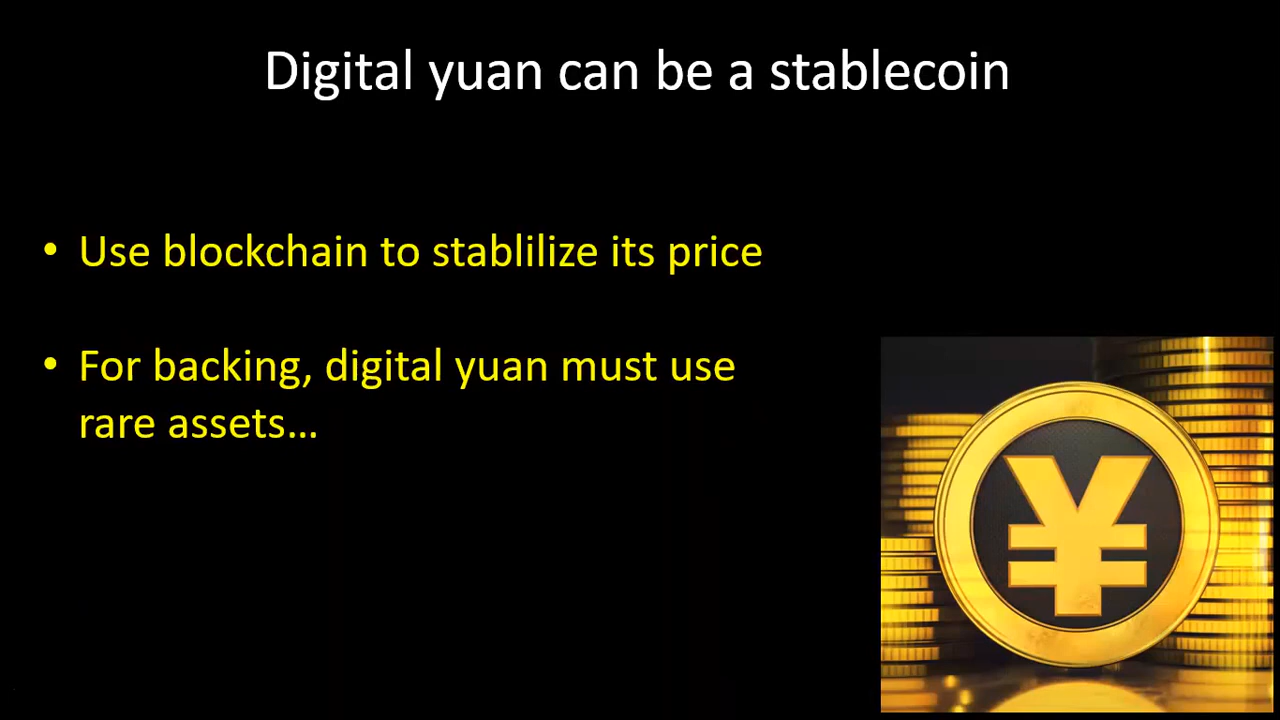 Digital yuan can be a stablecoin
• Use blockchain to stablilize its price
• For backing, digital yuan must use
rare assets…
¥